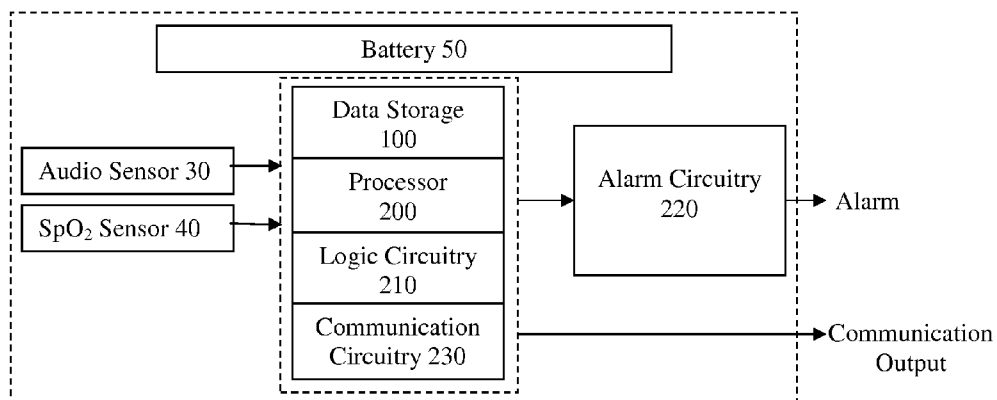 Battery 50
Data Storage
100
Audio Sensor 30
Processor
200
SpO₂ Sensor 40
Logic Circuitry
210
Communication
Circuitry 230
Alarm Circuitry
220
Alarm
Communication
Output